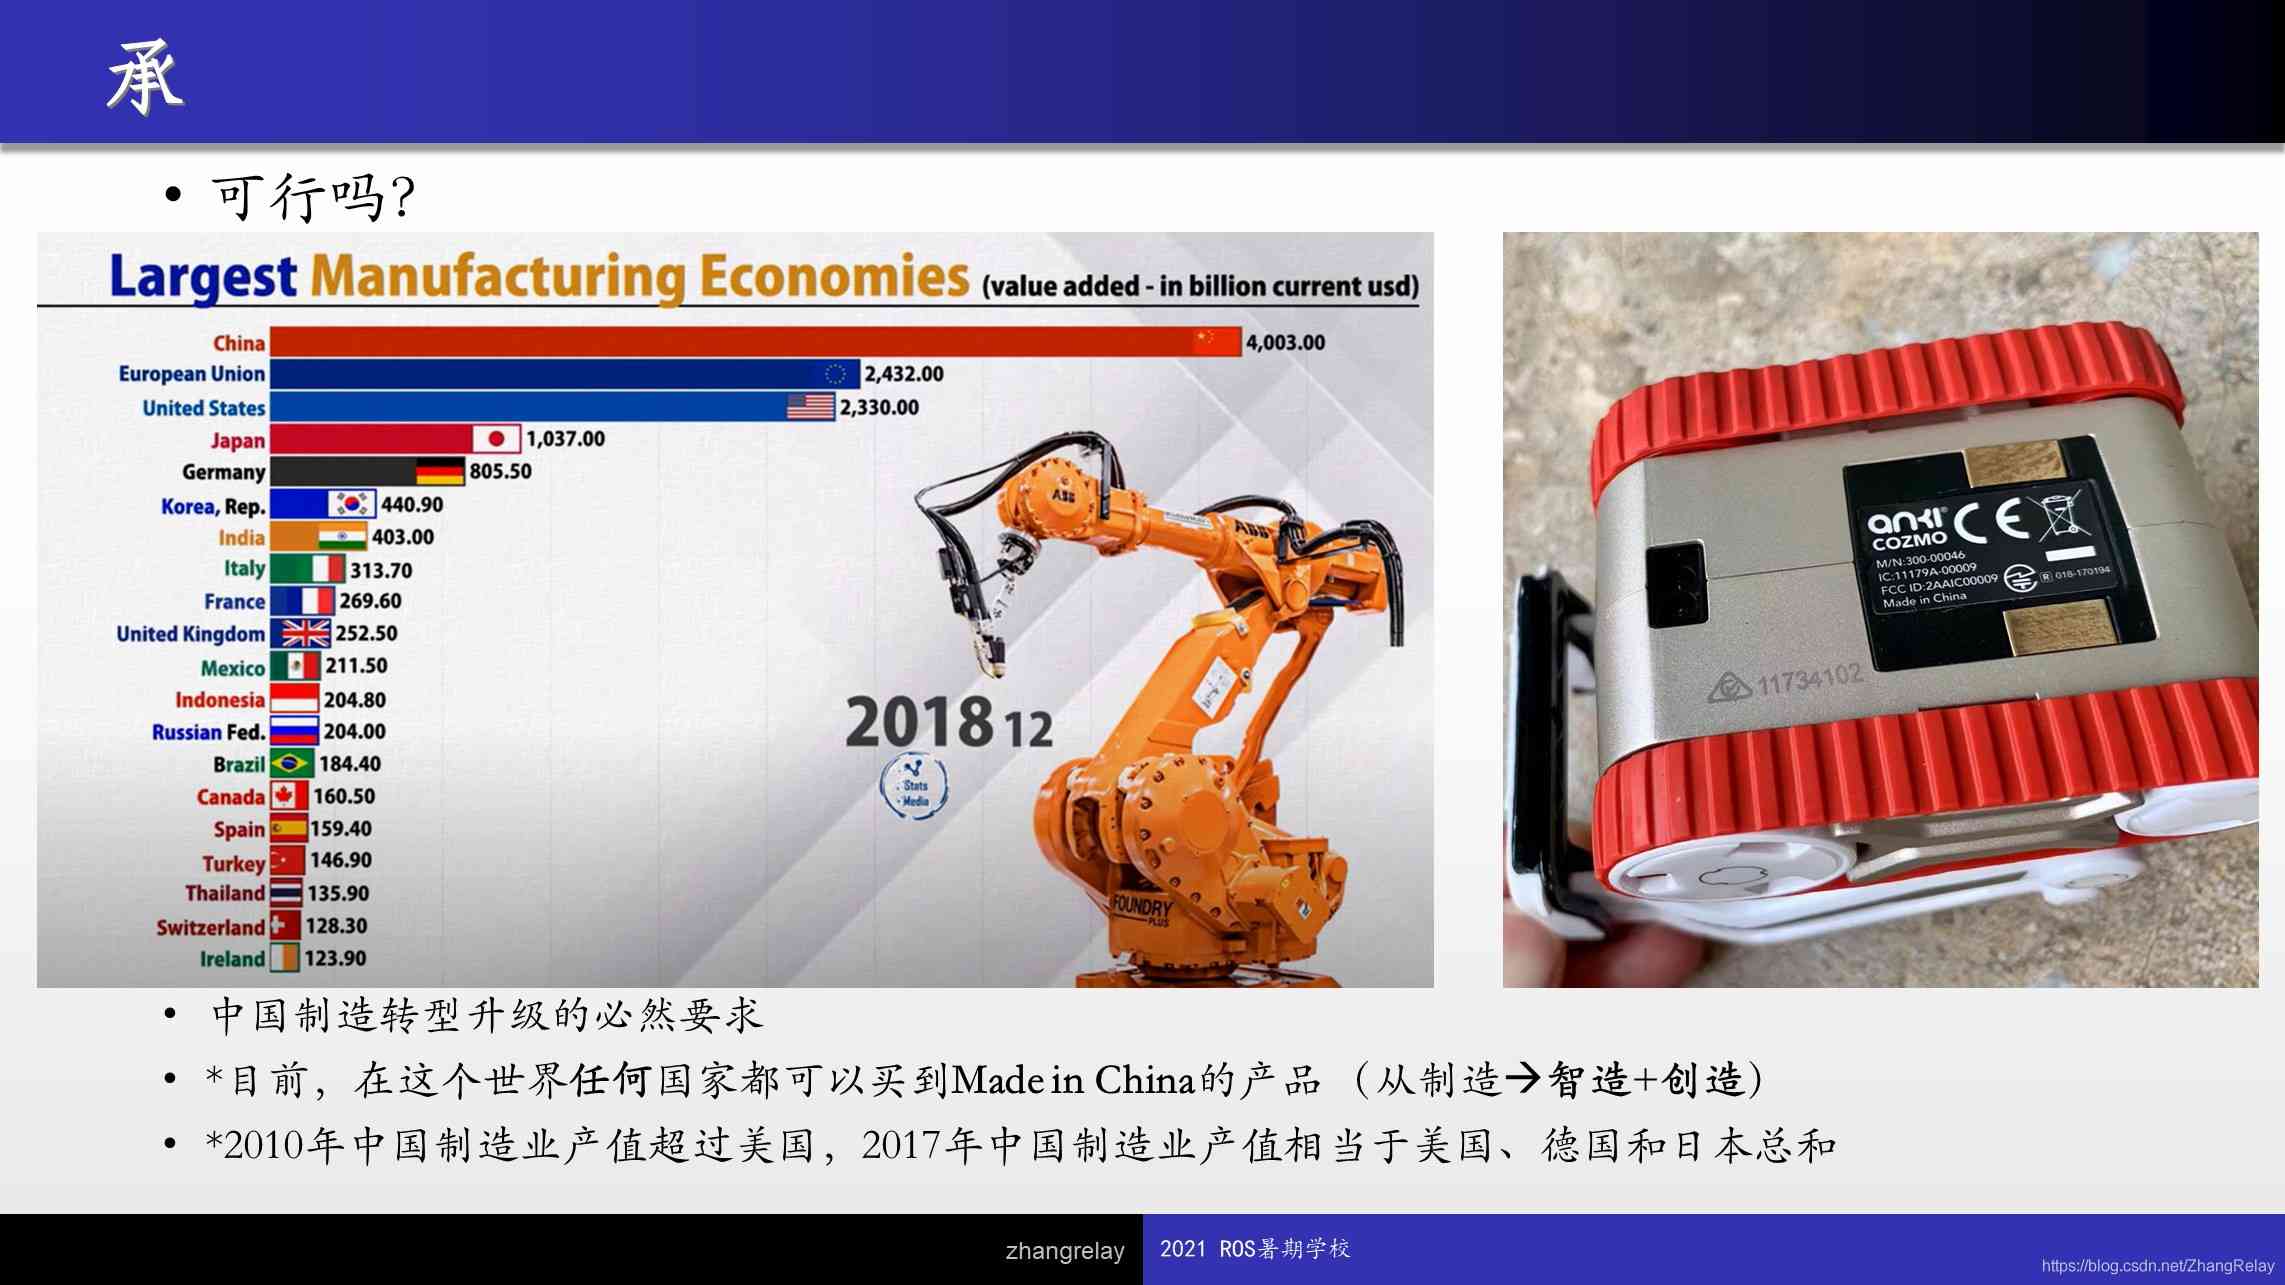 承
• 可行吗?
Largest Manufacturing Economies (value added - in billion current usd)
China 4,003.00
European Union 2,432.00
United States 2,330.00
Japan 1,037.00
Germany 805.50
Korea, Rep. 440.90
India 403.00
Italy 313.70
France 269.60
United Kingdom 252.50
Mexico 211.50
Indonesia 204.80
Russian Fed. 204.00
Brazil 184.40
Canada 160.50
Spain 159.40
Turkey 146.90
Thailand 135.90
Switzerland 128.30
Ireland 123.90
2018 12
Stats
Media
ABB
ABB
FOUNDRY
PLUS
anki CE
COZMO
M/N:300-00046
IC:11179A-00009
FCC ID:2AAIC00009
R 018-170194
Made in China
11734102
• 中国制造转型升级的必然要求
• *目前，在这个世界任何国家都可以买到Made in China的产品（从制造→智造+创造）
• *2010年中国制造业产值超过美国，2017年中国制造业产值相当于美国、德国和日本总和
zhangrelay
2021 ROS暑期学校
https://blog.csdn.net/ZhangRelay